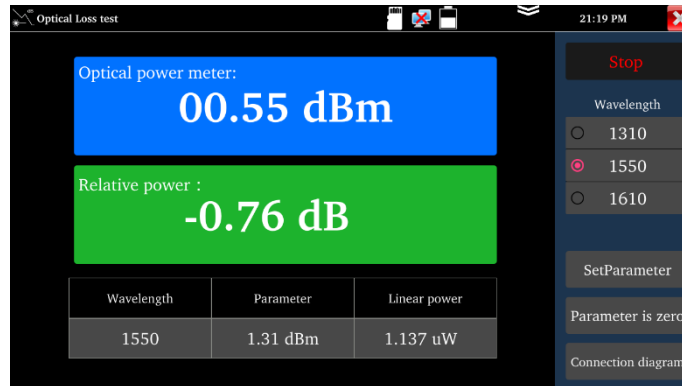 Optical Loss test
21:19 PM
Optical power meter:
00.55 dBm
Relative power :
-0.76 dB
Wavelength Parameter Linear power
1550 1.31 dBm 1.137 uW
Stop
Wavelength
1310
1550
1610
SetParameter
Parameter is zero
Connection diagram